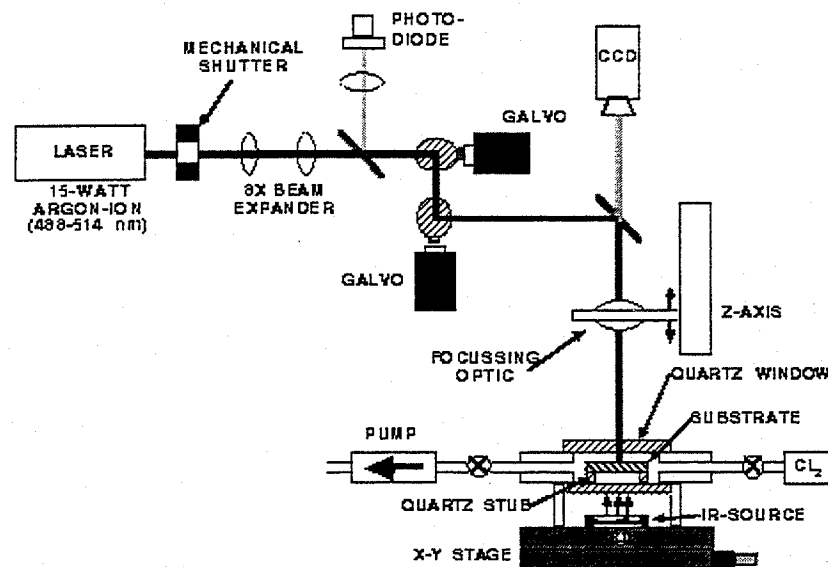 PHOTO-
DIODE
MECHANICAL
SHUTTER
CCD
GALVO
LASER
15-WATT
ARGON-ION
(488-514 nm)
8X BEAM
EXPANDER
GALVO
Z-AXIS
FOCUSSING
OPTIC
QUARTZ WINDOW
SUBSTRATE
PUMP
CL2
QUARTZ STUB
IR-SOURCE
X-Y STAGE